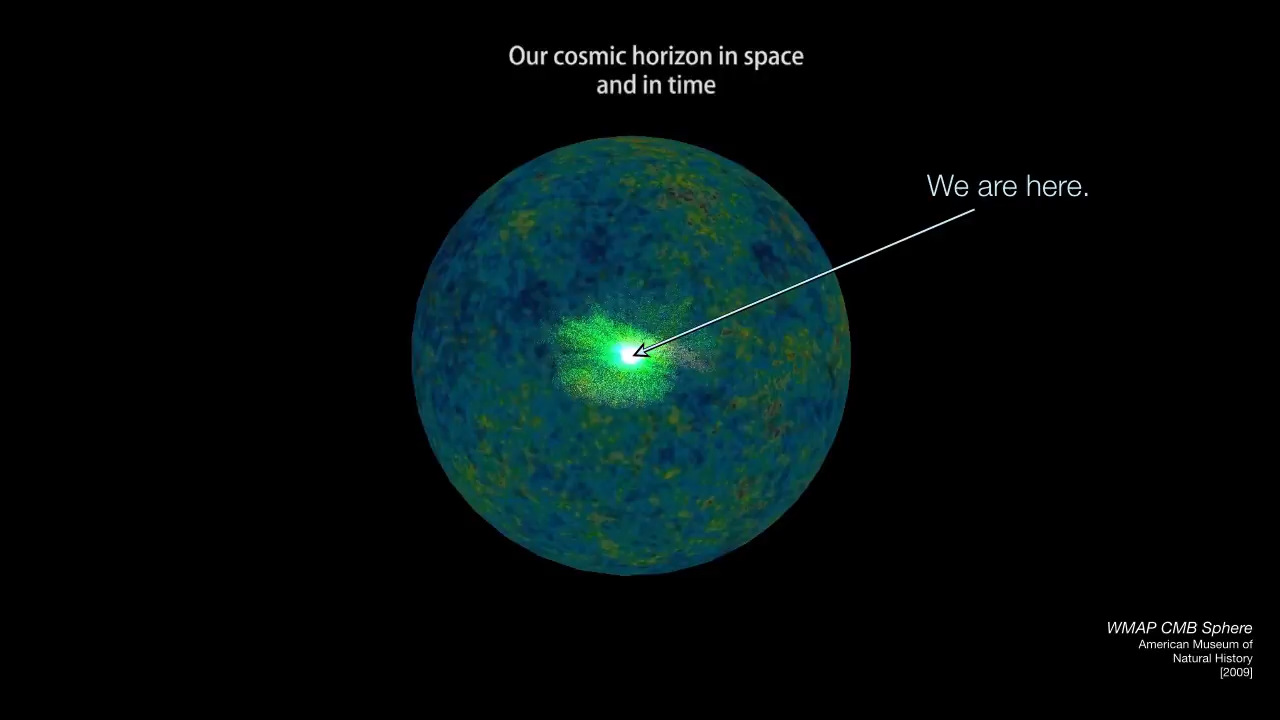 Our cosmic horizon in space
and in time
We are here.
WMAP CMB Sphere
American Museum of
Natural History
[2009]